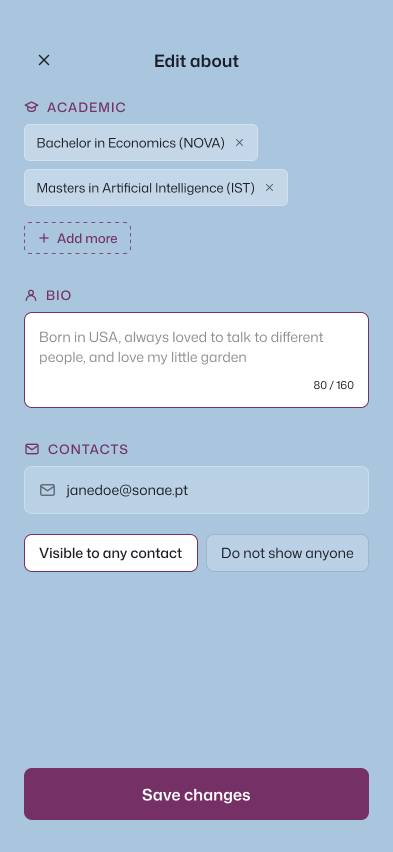 Edit about
ACADEMIC
Bachelor in Economics (NOVA)
Masters in Artificial Intelligence (IST)
Add more
BIO
Born in USA, always loved to talk to different
people, and love my little garden
80 / 160
CONTACTS
janedoe@sonae.pt
Visible to any contact
Do not show anyone
Save changes